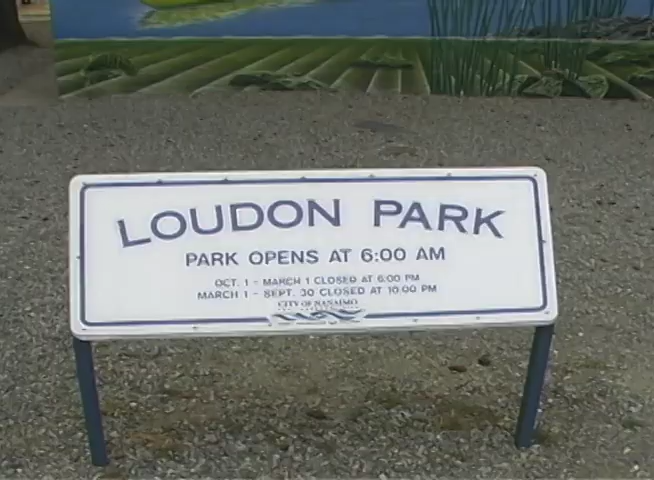 LOUDON PARK
PARK OPENS AT 6:00 AM
OCT. 1 - MARCH 1 CLOSED AT 6:00 PM
MARCH 1 - SEPT. 30 CLOSED AT 10:00 PM
CITY OF NANAIMO